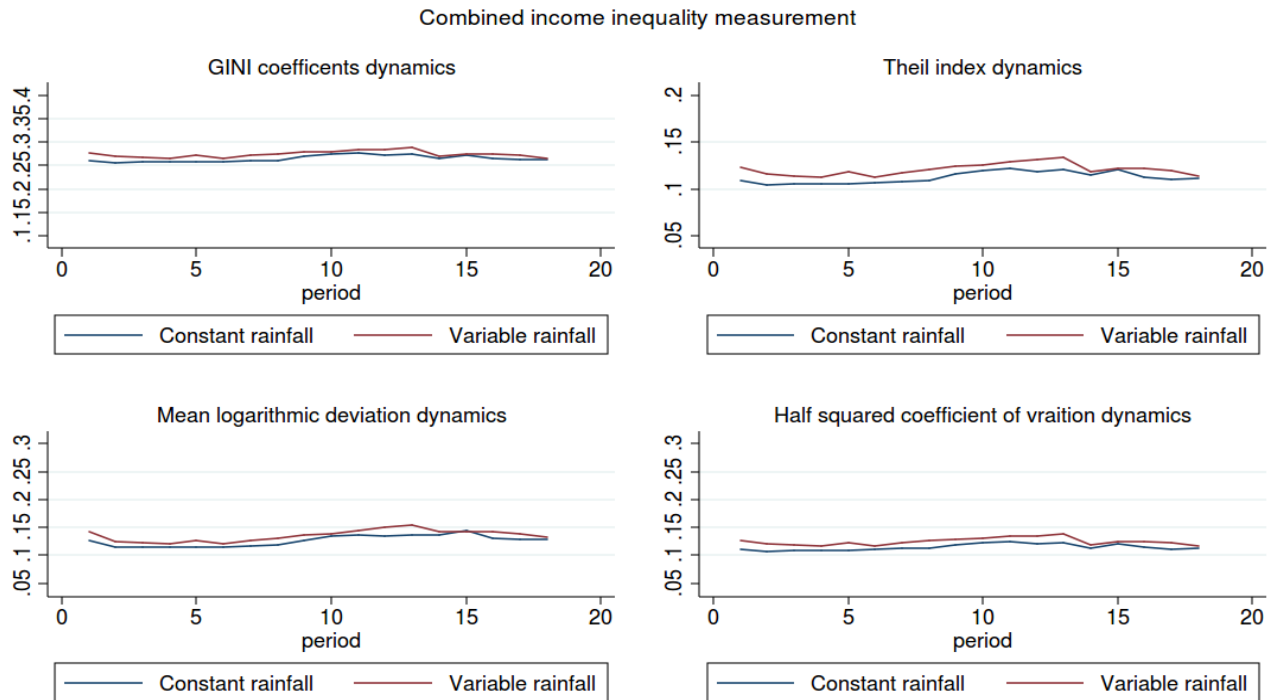 Combined income inequality measurement
GINI coefficents dynamics
.1.15.2.25.3.35.4
0 5 10 15 20
period
Constant rainfall Variable rainfall
Theil index dynamics
.05 .1 .15 .2
0 5 10 15 20
period
Constant rainfall Variable rainfall
Mean logarithmic deviation dynamics
.05 .1 .15 .2 .25 .3
0 5 10 15 20
period
Constant rainfall Variable rainfall
Half squared coefficient of vraition dynamics
.05 .1 .15 .2 .25 .3
0 5 10 15 20
period
Constant rainfall Variable rainfall